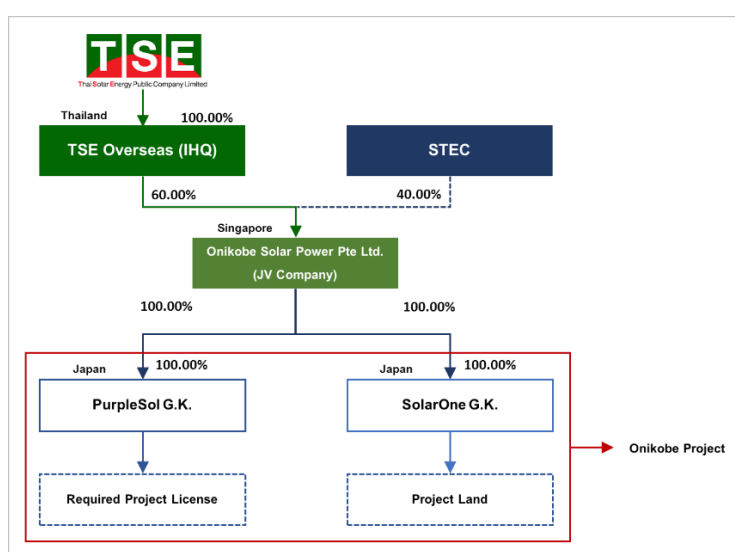 TSE
Thai Solar Energy Public Company Limited
Thailand 100.00%
TSE Overseas (IHQ)
STEC
60.00%
40.00%
Singapore
Onikobe Solar Power Pte Ltd.
(JV Company)
100.00%
100.00%
Japan 100.00%
Japan 100.00%
PurpleSol G.K.
SolarOne G.K.
Onikobe Project
Required Project License
Project Land